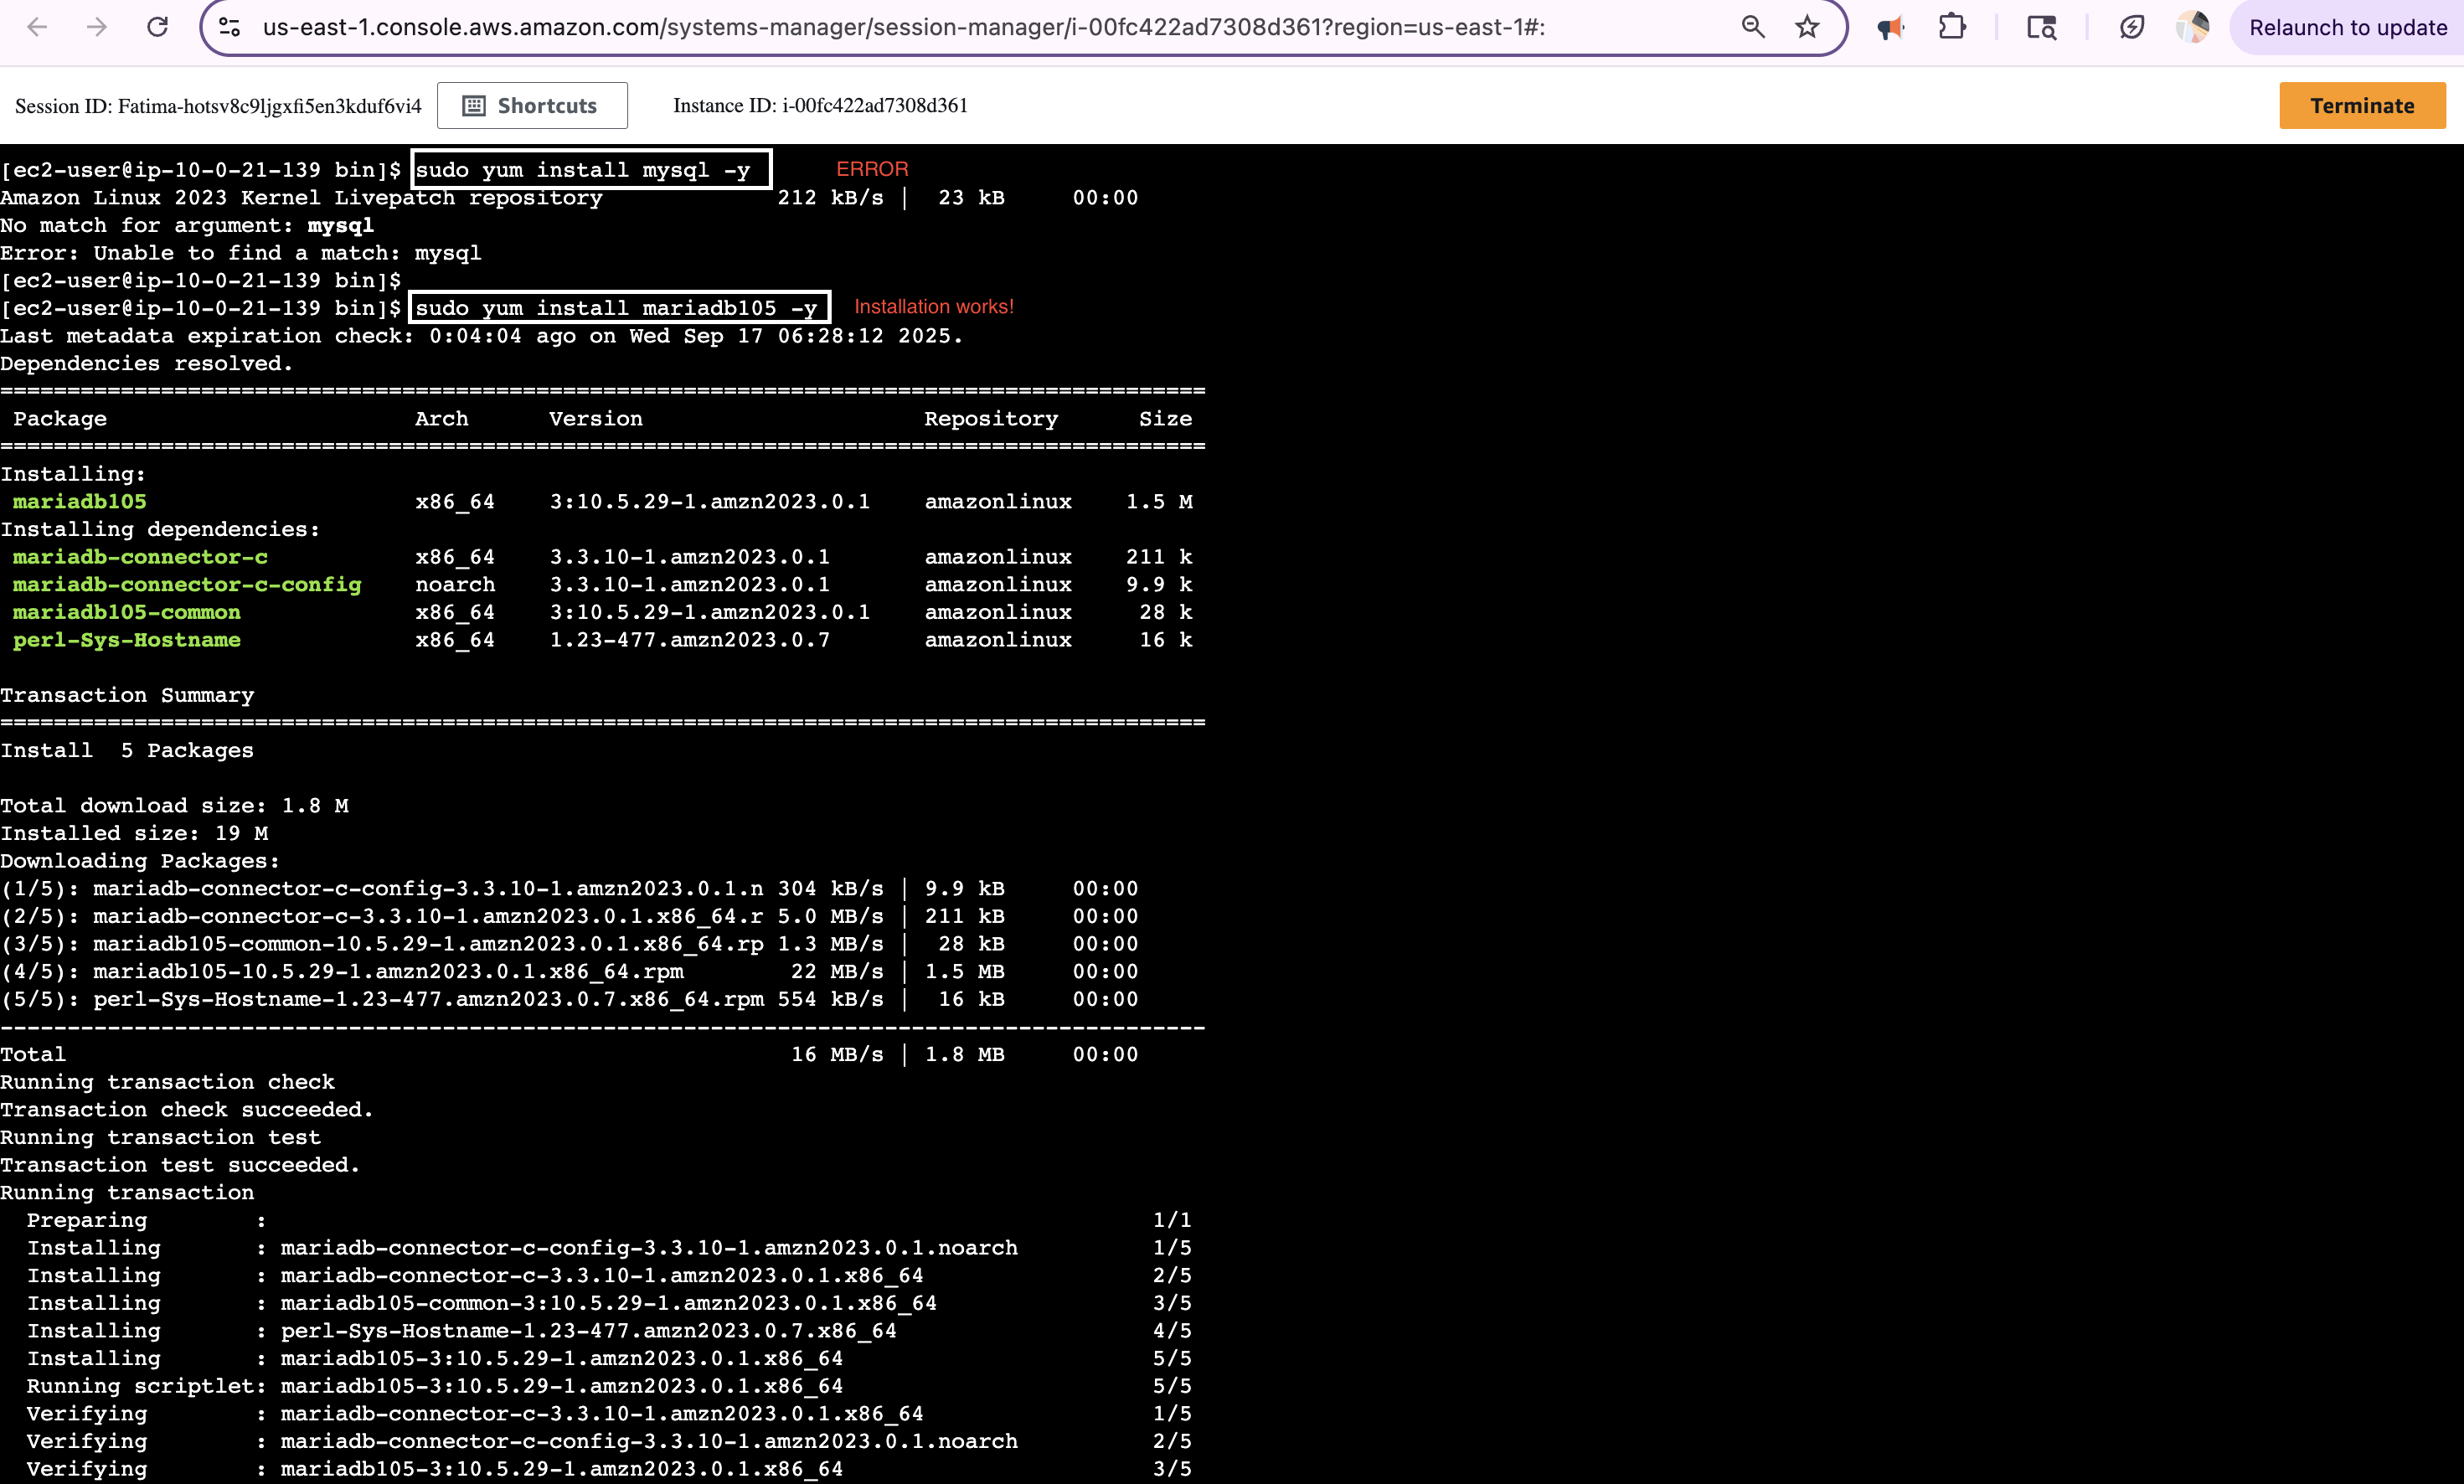 us-east-1.console.aws.amazon.com/systems-manager/session-manager/i-00fc422ad7308d361?region=us-east-1#:
Relaunch to update
Session ID: Fatima-hotsv8c9ljgxfi5en3kduf6vi4
Shortcuts
Instance ID: i-00fc422ad7308d361
Terminate
[ec2-user@ip-10-0-21-139 bin]$ sudo yum install mysql -y ERROR
Amazon Linux 2023 Kernel Livepatch repository 212 kB/s | 23 kB 00:00
No match for argument: mysql
Error: Unable to find a match: mysql
[ec2-user@ip-10-0-21-139 bin]$
[ec2-user@ip-10-0-21-139 bin]$ sudo yum install mariadb105 -y Installation works!
Last metadata expiration check: 0:04:04 ago on Wed Sep 17 06:28:12 2025.
Dependencies resolved.
==========================================================================================
Package Arch Version Repository Size
==========================================================================================
Installing:
mariadb105 x86_64 3:10.5.29-1.amzn2023.0.1 amazonlinux 1.5 M
Installing dependencies:
mariadb-connector-c x86_64 3.3.10-1.amzn2023.0.1 amazonlinux 211 k
mariadb-connector-c-config noarch 3.3.10-1.amzn2023.0.1 amazonlinux 9.9 k
mariadb105-common x86_64 3:10.5.29-1.amzn2023.0.1 amazonlinux 28 k
perl-Sys-Hostname x86_64 1.23-477.amzn2023.0.7 amazonlinux 16 k
Transaction Summary
==========================================================================================
Install 5 Packages
Total download size: 1.8 M
Installed size: 19 M
Downloading Packages:
(1/5): mariadb-connector-c-config-3.3.10-1.amzn2023.0.1.n 304 kB/s | 9.9 kB 00:00
(2/5): mariadb-connector-c-3.3.10-1.amzn2023.0.1.x86_64.r 5.0 MB/s | 211 kB 00:00
(3/5): mariadb105-common-10.5.29-1.amzn2023.0.1.x86_64.rp 1.3 MB/s | 28 kB 00:00
(4/5): mariadb105-10.5.29-1.amzn2023.0.1.x86_64.rpm 22 MB/s | 1.5 MB 00:00
(5/5): perl-Sys-Hostname-1.23-477.amzn2023.0.7.x86_64.rpm 554 kB/s | 16 kB 00:00
------------------------------------------------------------------------------------------
Total 16 MB/s | 1.8 MB 00:00
Running transaction check
Transaction check succeeded.
Running transaction test
Transaction test succeeded.
Running transaction
Preparing : 1/1
Installing : mariadb-connector-c-config-3.3.10-1.amzn2023.0.1.noarch 1/5
Installing : mariadb-connector-c-3.3.10-1.amzn2023.0.1.x86_64 2/5
Installing : mariadb105-common-3:10.5.29-1.amzn2023.0.1.x86_64 3/5
Installing : perl-Sys-Hostname-1.23-477.amzn2023.0.7.x86_64 4/5
Installing : mariadb105-3:10.5.29-1.amzn2023.0.1.x86_64 5/5
Running scriptlet: mariadb105-3:10.5.29-1.amzn2023.0.1.x86_64 5/5
Verifying : mariadb-connector-c-3.3.10-1.amzn2023.0.1.x86_64 1/5
Verifying : mariadb-connector-c-config-3.3.10-1.amzn2023.0.1.noarch 2/5
Verifying : mariadb105-3:10.5.29-1.amzn2023.0.1.x86_64 3/5